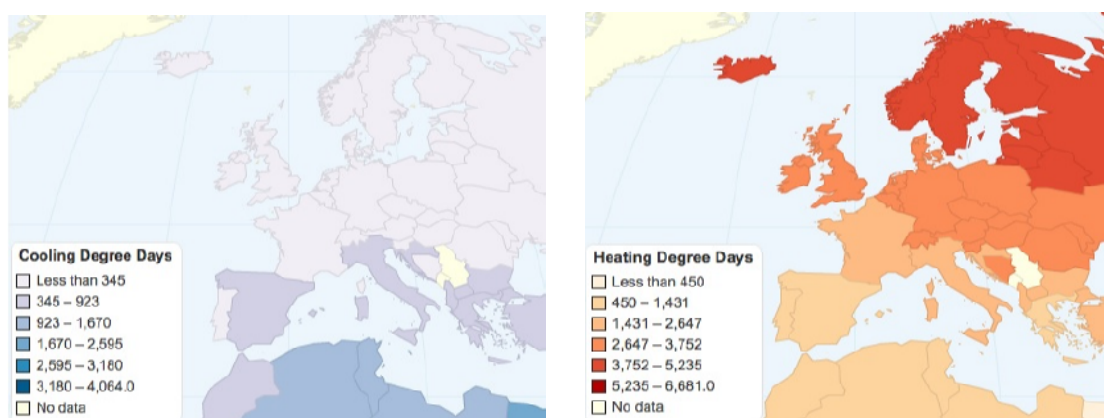 Cooling Degree Days
Less than 345
345 – 923
923 – 1,670
1,670 – 2,595
2,595 – 3,180
3,180 – 4,064.0
No data
Heating Degree Days
Less than 450
450 – 1,431
1,431 – 2,647
2,647 – 3,752
3,752 – 5,235
5,235 – 6,681.0
No data